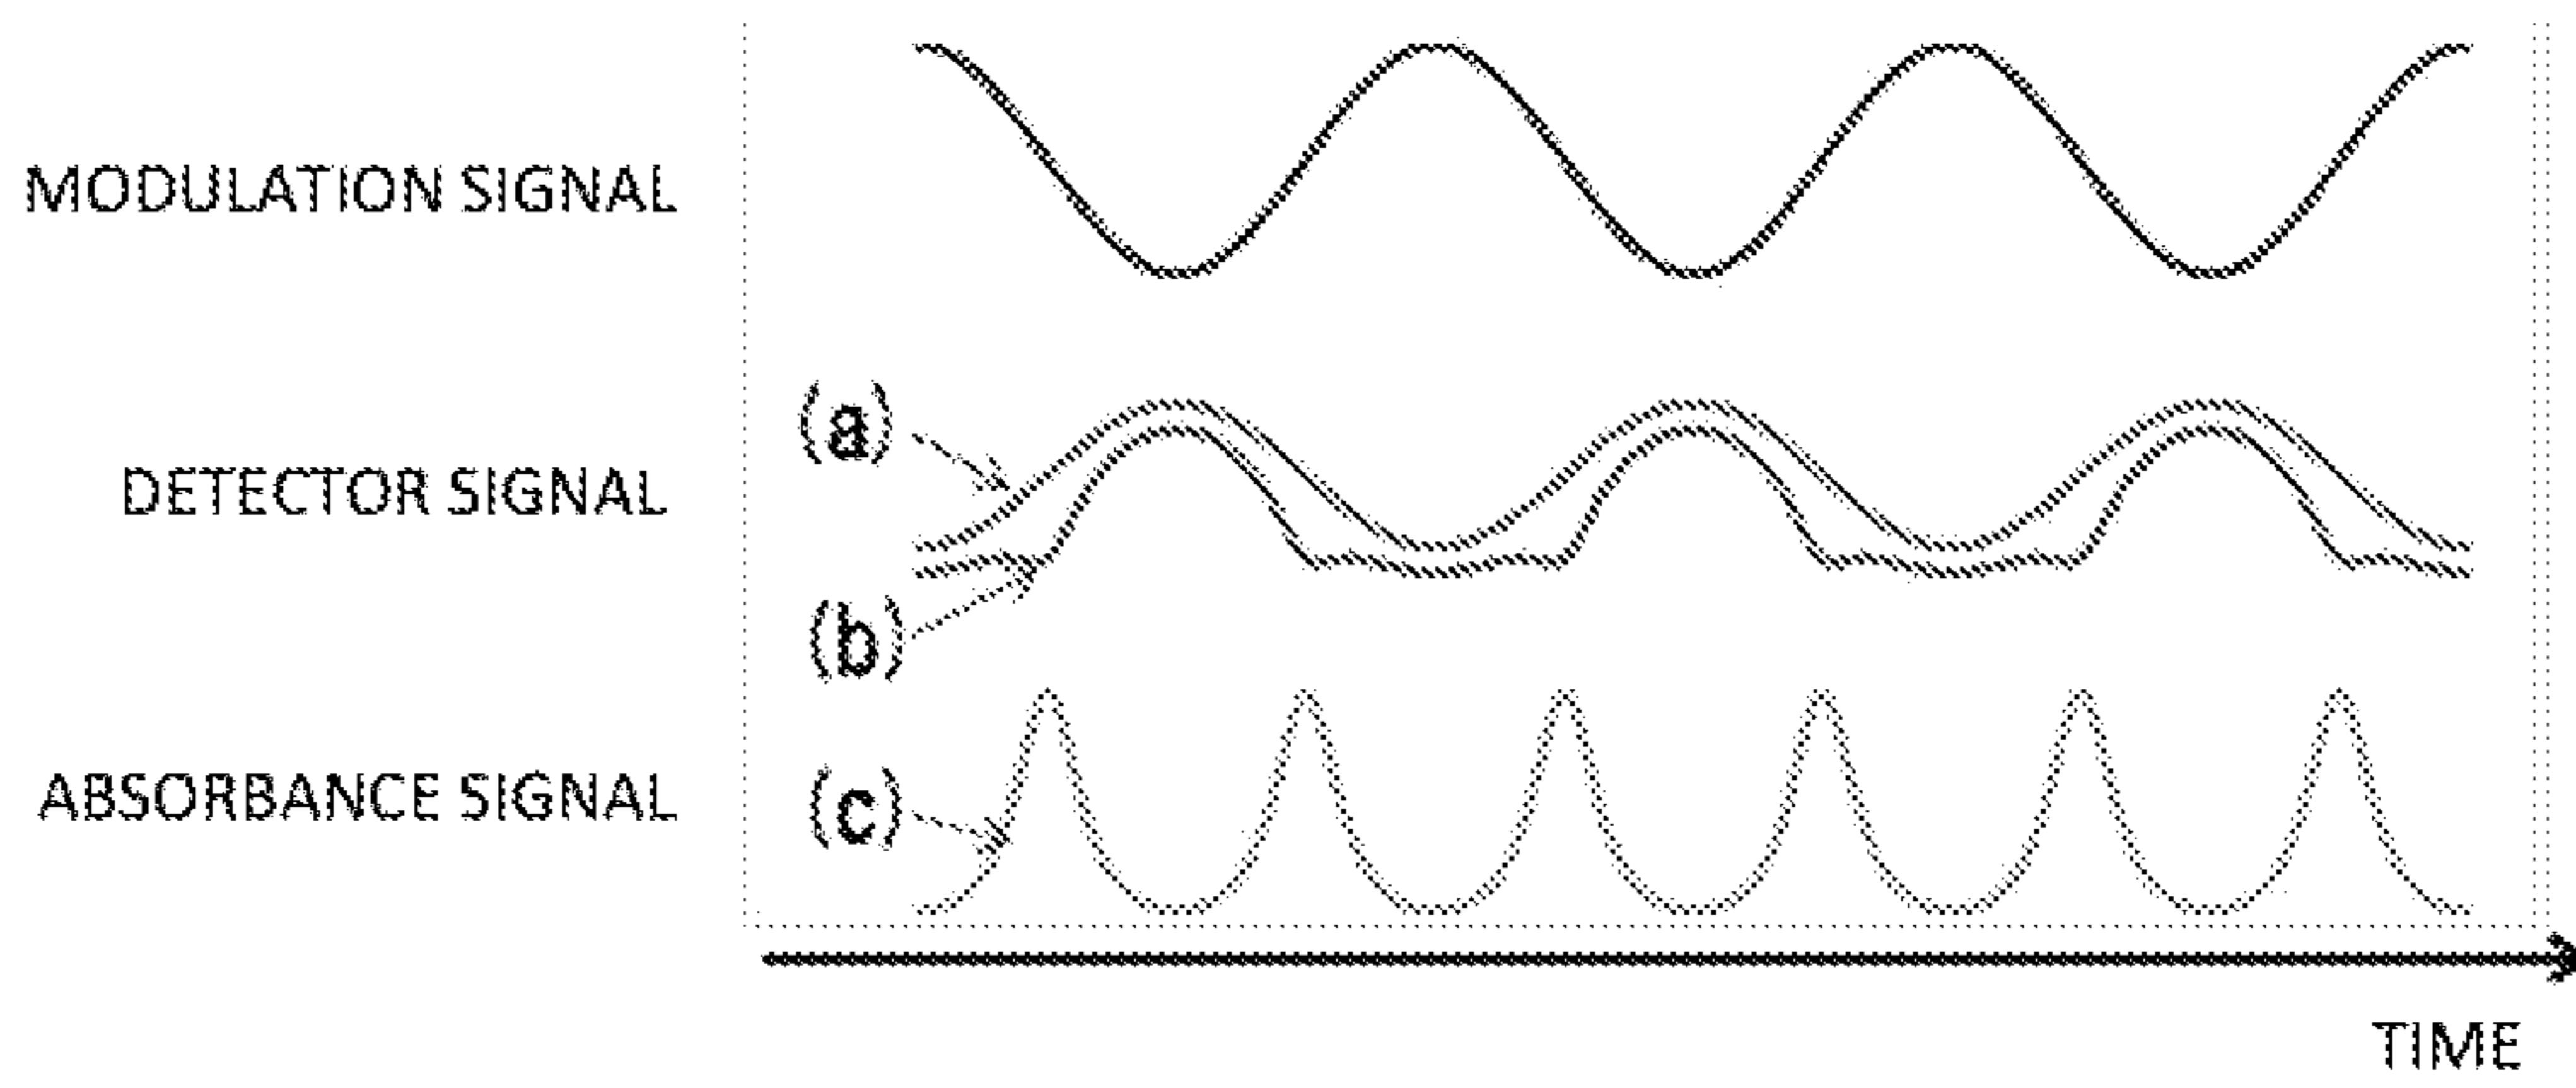 MODULATION SIGNAL
(a)
DETECTOR SIGNAL
(b)
ABSORBANCE SIGNAL
(c)
TIME